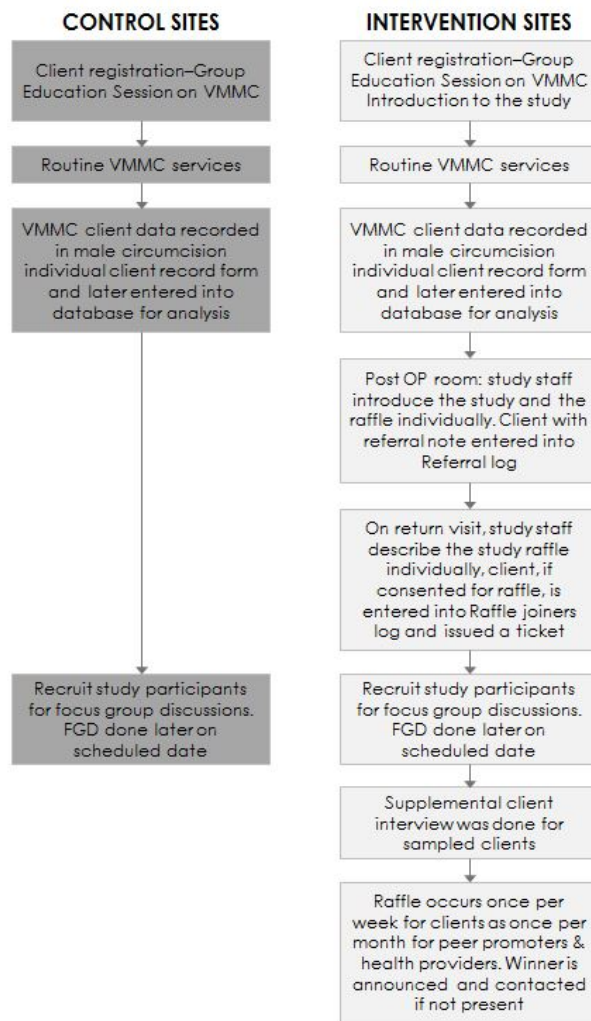 CONTROL SITES
Client registration–Group
Education Session on VMMC
Routine VMMC services
VMMC client data recorded
in male circumcision
individual client record form
and later entered into
database for analysis
Recruit study participants
for focus group discussions.
FGD done later on
scheduled date
INTERVENTION SITES
Client registration–Group
Education Session on VMMC
Introduction to the study
Routine VMMC services
VMMC client data recorded
in male circumcision
individual client record form
and later entered into
database for analysis
Post OP room: study staff
introduce the study and the
raffle individually. Client with
referral note entered into
Referral log
On return visit, study staff
describe the study raffle
individually, client, if
consented for raffle, is
entered into Raffle joiners
log and issued a ticket
Recruit study participants
for focus group discussions.
FGD done later on
scheduled date
Supplemental client
interview was done for
sampled clients
Raffle occurs once per
week for clients as once per
month for peer promoters &
health providers. Winner is
announced and contacted
if not present